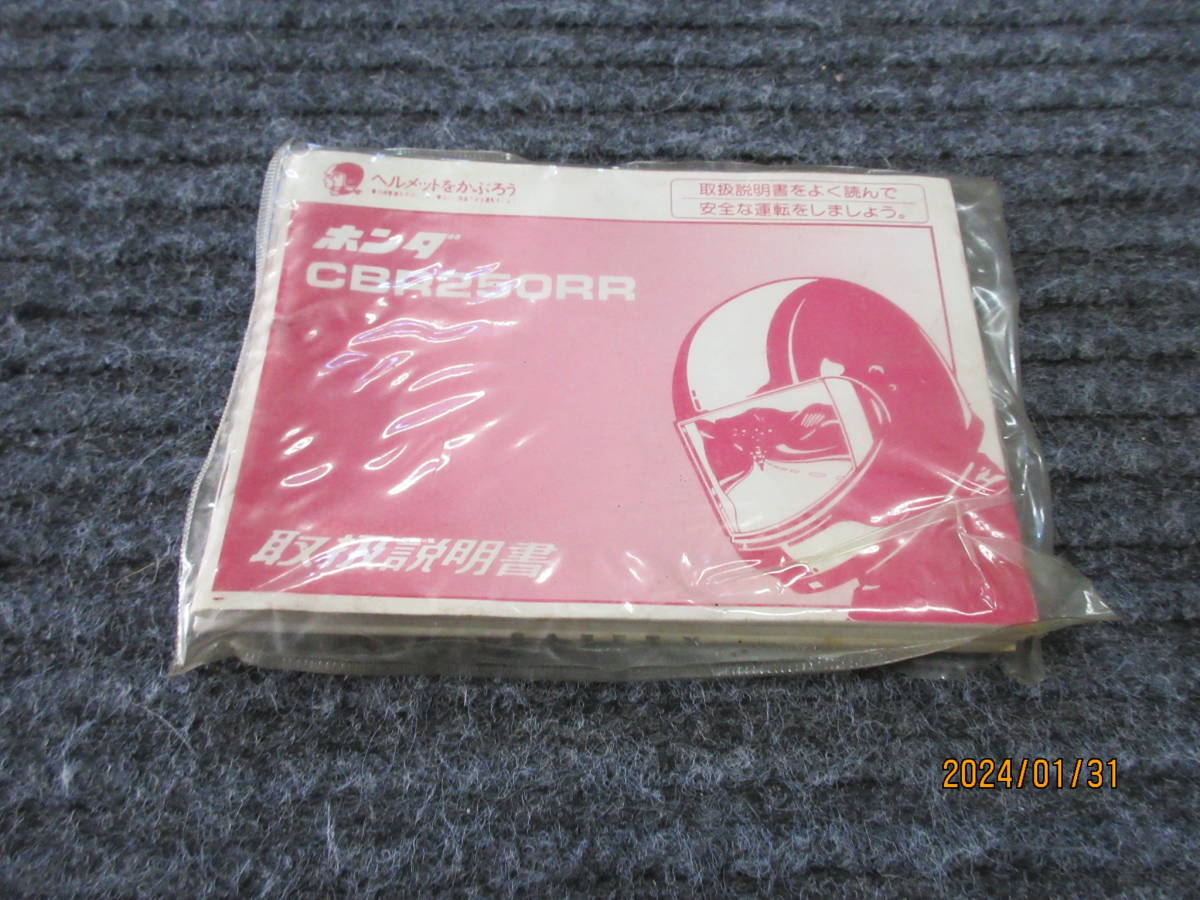 ヘルメットをかぶろう
取扱説明書をよく読んで
安全な運転をしましょう。
ホンダ
CBR250RR
取扱説明書
2024/01/31